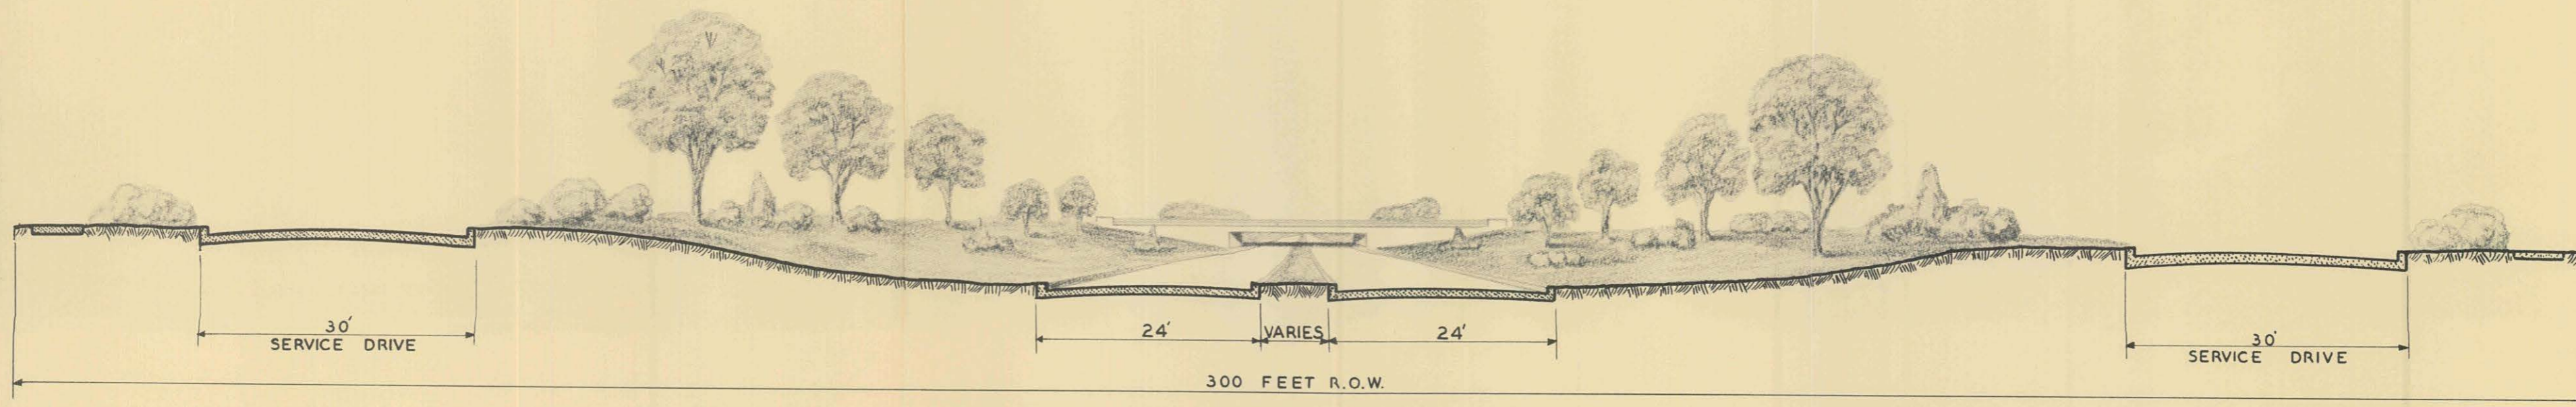 30'
SERVICE DRIVE
24'
VARIES
24'
30'
SERVICE DRIVE
300 FEET R.O.W.